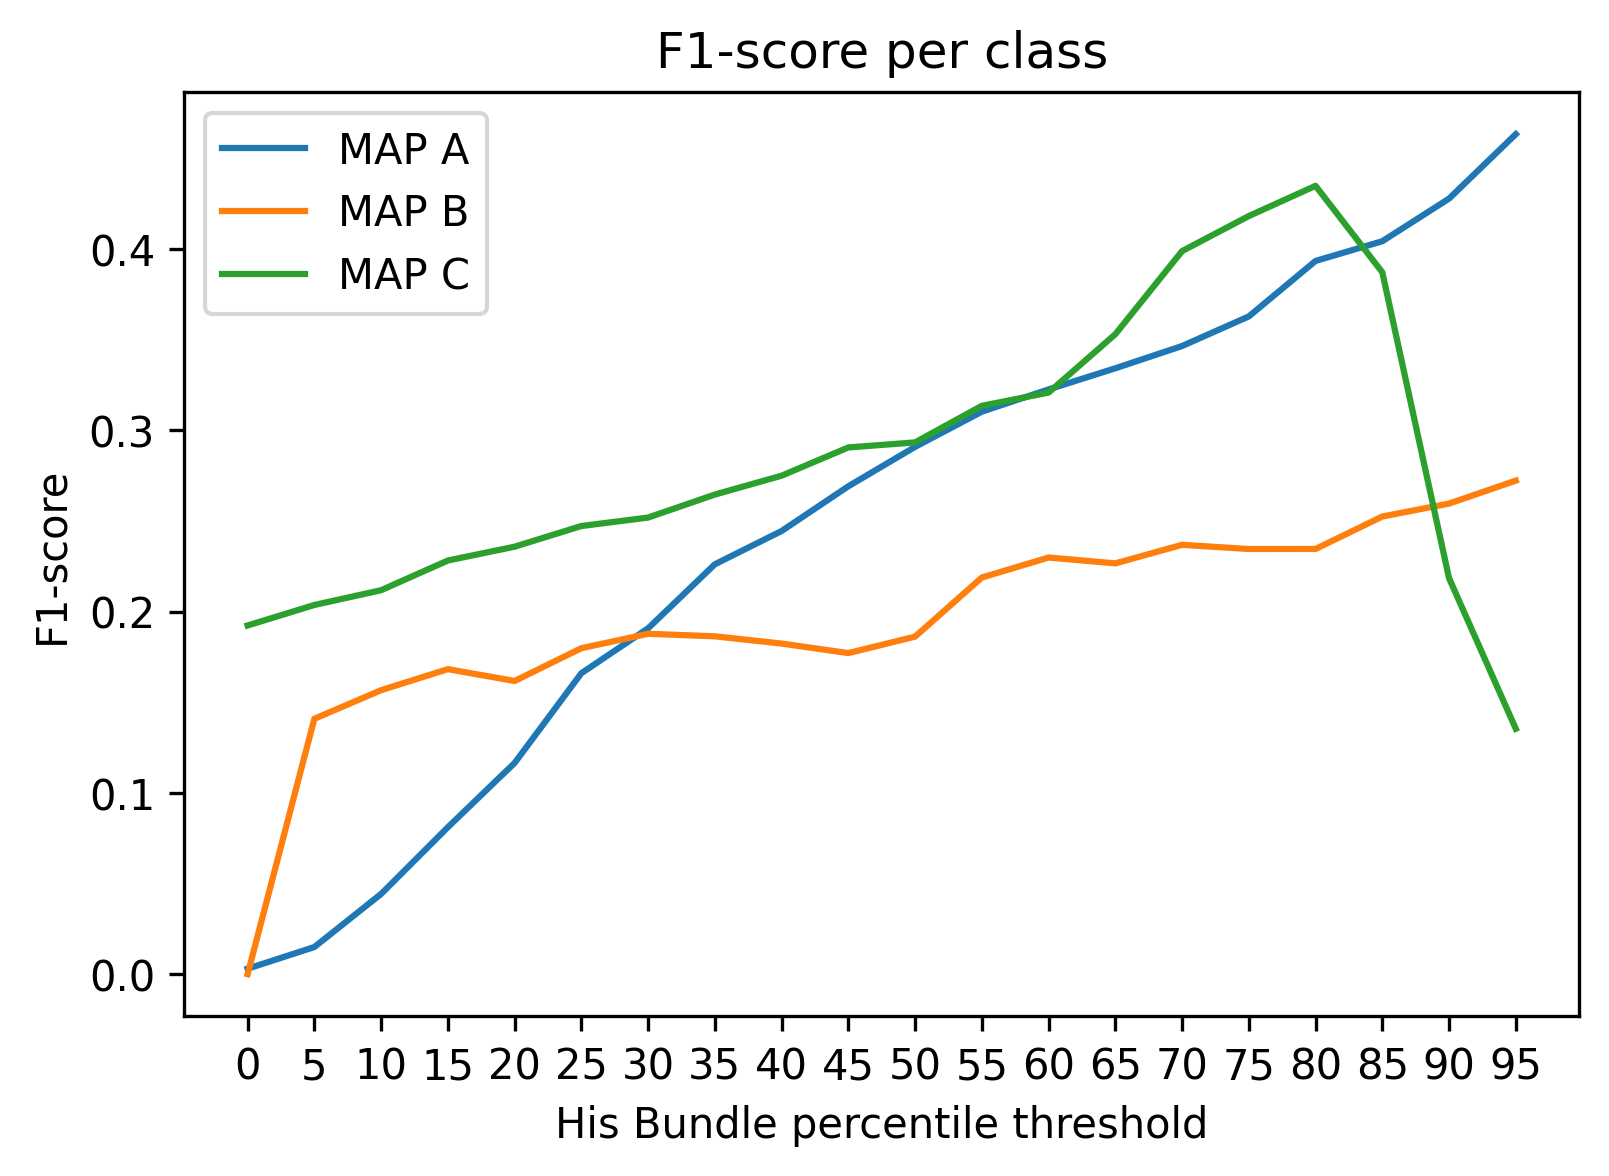 F1-score per class
MAP A
MAP B
MAP C
F1-score
0.4
0.3
0.2
0.1
0.0
0 5 10 15 20 25 30 35 40 45 50 55 60 65 70 75 80 85 90 95
His Bundle percentile threshold